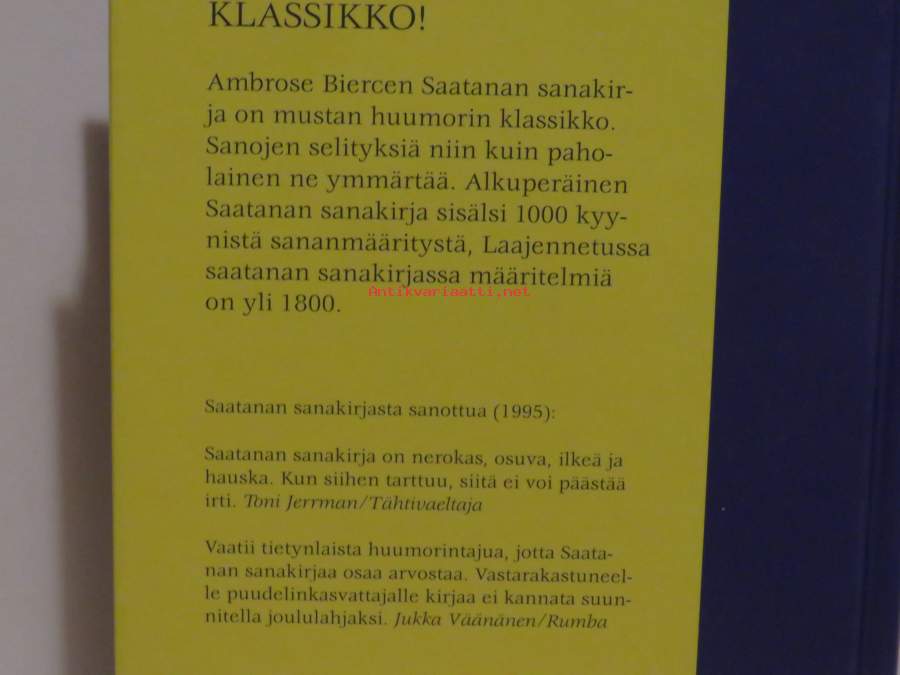 KLASSIKKO!
Ambrose Biercen Saatanan sanakir-
ja on mustan huumorin klassikko.
Sanojen selityksiä niin kuin paho-
lainen ne ymmärtää. Alkuperäinen
Saatanan sanakirja sisälsi 1000 kyy-
nistä sananmääritystä, Laajennetussa
saatanan sanakirjassa määritelmiä
Antikvariaatti.net
on yli 1800.
Saatanan sanakirjasta sanottua (1995):
Saatanan sanakirja on nerokas, osuva, ilkeä ja
hauska. Kun siihen tarttuu, siitä ei voi päästää
irti. Toni Jerrman/Tähtivaeltaja
Vaatii tietynlaista huumorintajua, jotta Saata-
nan sanakirjaa osaa arvostaa. Vastarakastuneel-
le puudelinkasvattajalle kirjaa ei kannata suun-
nitella joululahjaksi. Jukka Väänänen/Rumba